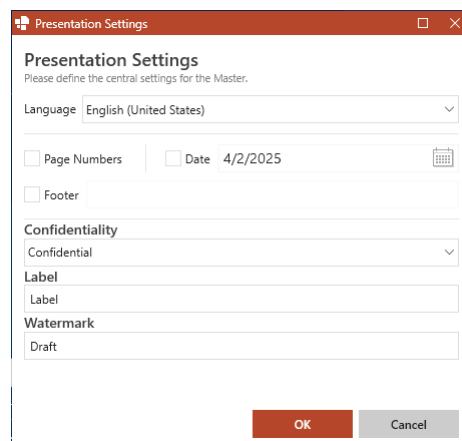 Presentation Settings
Presentation Settings
Please define the central settings for the Master.
Language English (United States)
Page Numbers Date 4/2/2025
Footer
Confidentiality
Confidential
Label
Label
Watermark
Draft
OK Cancel